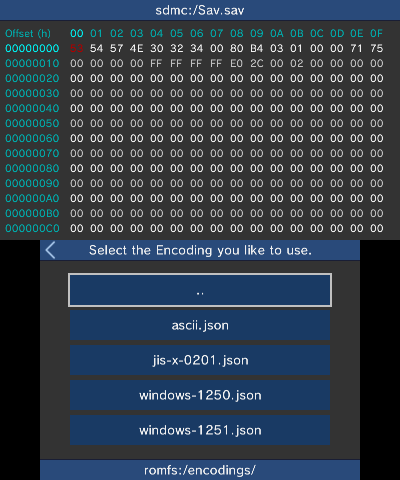 sdmc:/Sav.sav
Offset (h) 00 01 02 03 04 05 06 07 08 09 0A 0B 0C 0D 0E 0F
00000000 54 57 4E 30 32 34 00 80 B4 03 01 00 00 71 75
00000010 00 00 00 00 FF FF FF FF E0 2C 00 02 00 00 00 00
00000020 00 00 00 00 00 00 00 00 00 00 00 00 00 00 00 00
00000030 00 00 00 00 00 00 00 00 00 00 00 00 00 00 00 00
00000040 00 00 00 00 00 00 00 00 00 00 00 00 00 00 00 00
00000050 00 00 00 00 00 00 00 00 00 00 00 00 00 00 00 00
00000060 00 00 00 00 00 00 00 00 00 00 00 00 00 00 00 00
00000070 00 00 00 00 00 00 00 00 00 00 00 00 00 00 00 00
00000080 00 00 00 00 00 00 00 00 00 00 00 00 00 00 00 00
00000090 00 00 00 00 00 00 00 00 00 00 00 00 00 00 00 00
000000A0 00 00 00 00 00 00 00 00 00 00 00 00 00 00 00 00
000000B0 00 00 00 00 00 00 00 00 00 00 00 00 00 00 00 00
000000C0 00 00 00 00 00 00 00 00 00 00 00 00 00 00 00 00
Select the Encoding you like to use.
..
ascii.json
jis-x-0201.json
windows-1250.json
windows-1251.json
romfs:/encodings/